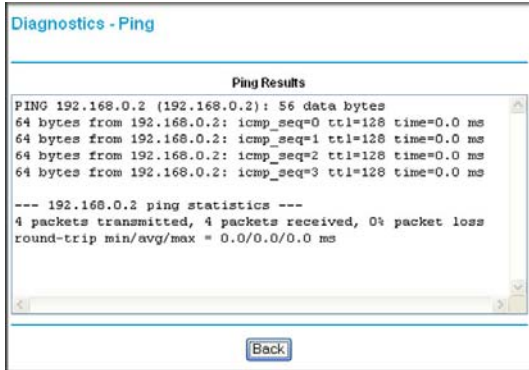 Diagnostics - Ping
Ping Results
PING 192.168.0.2 (192.168.0.2): 56 data bytes
64 bytes from 192.168.0.2: icmp_seq=0 ttl=128 time=0.0 ms
64 bytes from 192.168.0.2: icmp_seq=1 ttl=128 time=0.0 ms
64 bytes from 192.168.0.2: icmp_seq=2 ttl=128 time=0.0 ms
64 bytes from 192.168.0.2: icmp_seq=3 ttl=128 time=0.0 ms
--- 192.168.0.2 ping statistics ---
4 packets transmitted, 4 packets received, 0% packet loss
round-trip min/avg/max = 0.0/0.0/0.0 ms
Back